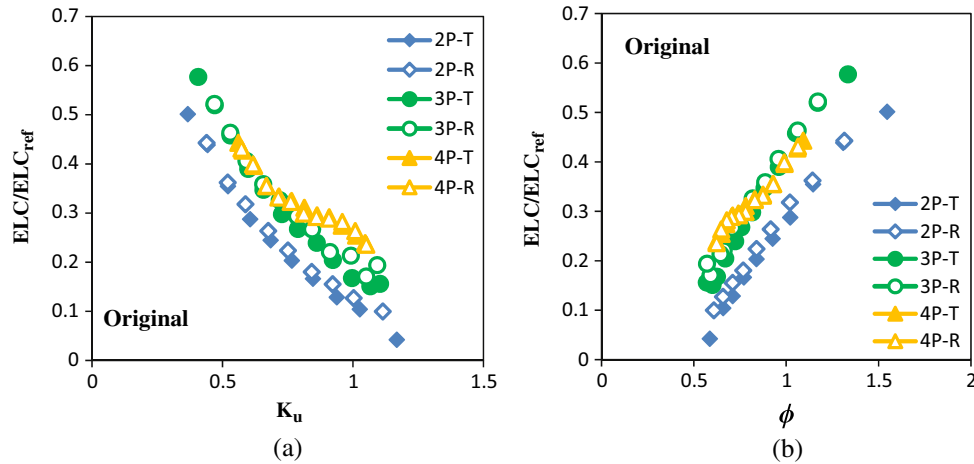 0.7
0.6
0.5
0.4
0.3
0.2
0.1
0
ELC/ELC_ref
2P-T
2P-R
3P-T
3P-R
4P-T
4P-R
Original
0 0.5 1 1.5
K_u
(a)
0.7
0.6
0.5
0.4
0.3
0.2
0.1
0
ELC/ELC_ref
Original
2P-T
2P-R
3P-T
3P-R
4P-T
4P-R
0 0.5 1 1.5 2
ϕ
(b)